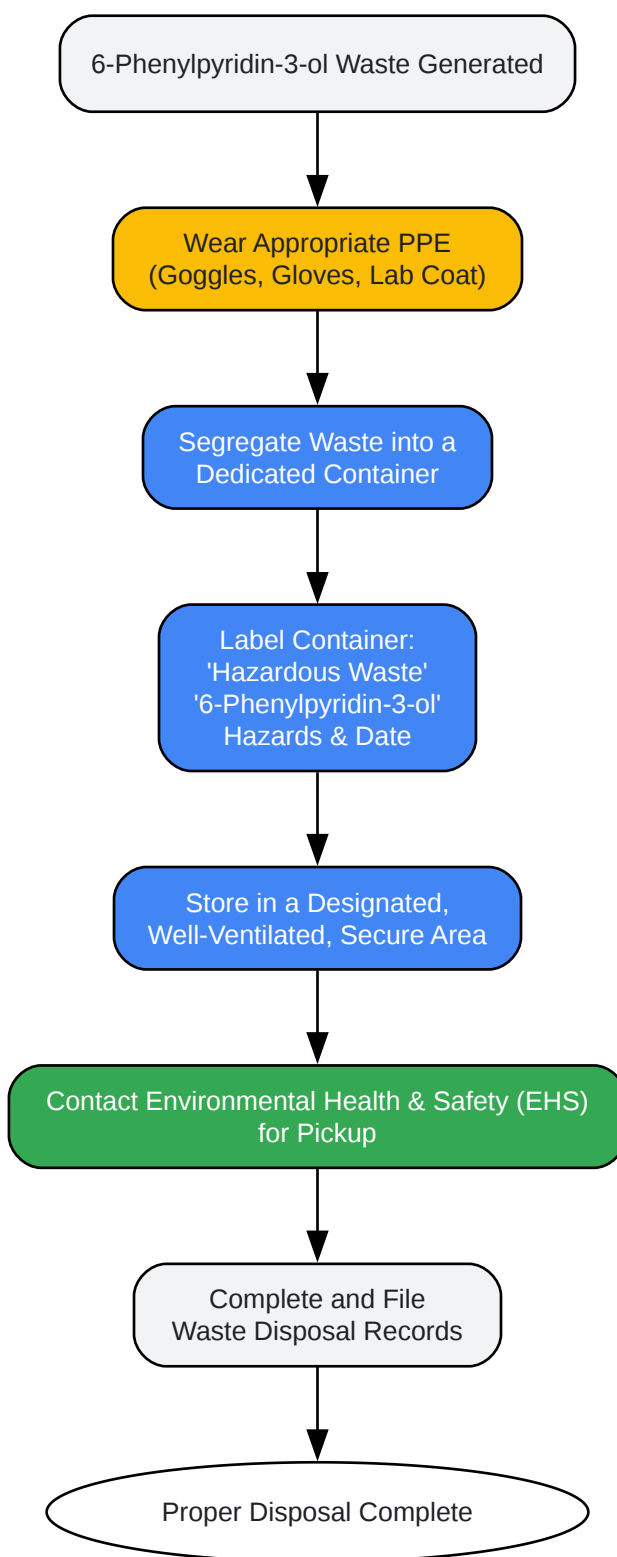 6-Phenylpyridin-3-ol Waste Generated
Wear Appropriate PPE
(Goggles, Gloves, Lab Coat)
Segregate Waste into a
Dedicated Container
Label Container:
'Hazardous Waste'
'6-Phenylpyridin-3-ol'
Hazards & Date
Store in a Designated,
Well-Ventilated, Secure Area
Contact Environmental Health & Safety (EHS)
for Pickup
Complete and File
Waste Disposal Records
Proper Disposal Complete